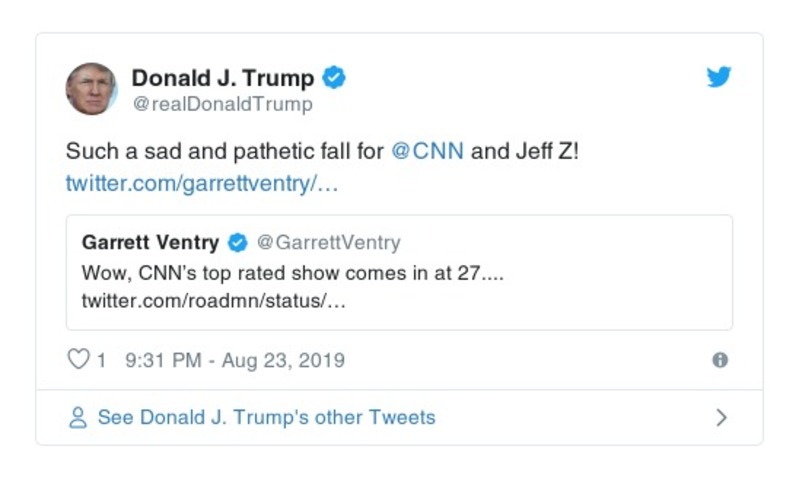 Donald J. Trump
@realDonaldTrump
Such a sad and pathetic fall for @CNN and Jeff Z!
twitter.com/garrettventry/…
Garrett Ventry @GarrettVentry
Wow, CNN’s top rated show comes in at 27....
twitter.com/roadmn/status/…
1 9:31 PM - Aug 23, 2019
See Donald J. Trump's other Tweets